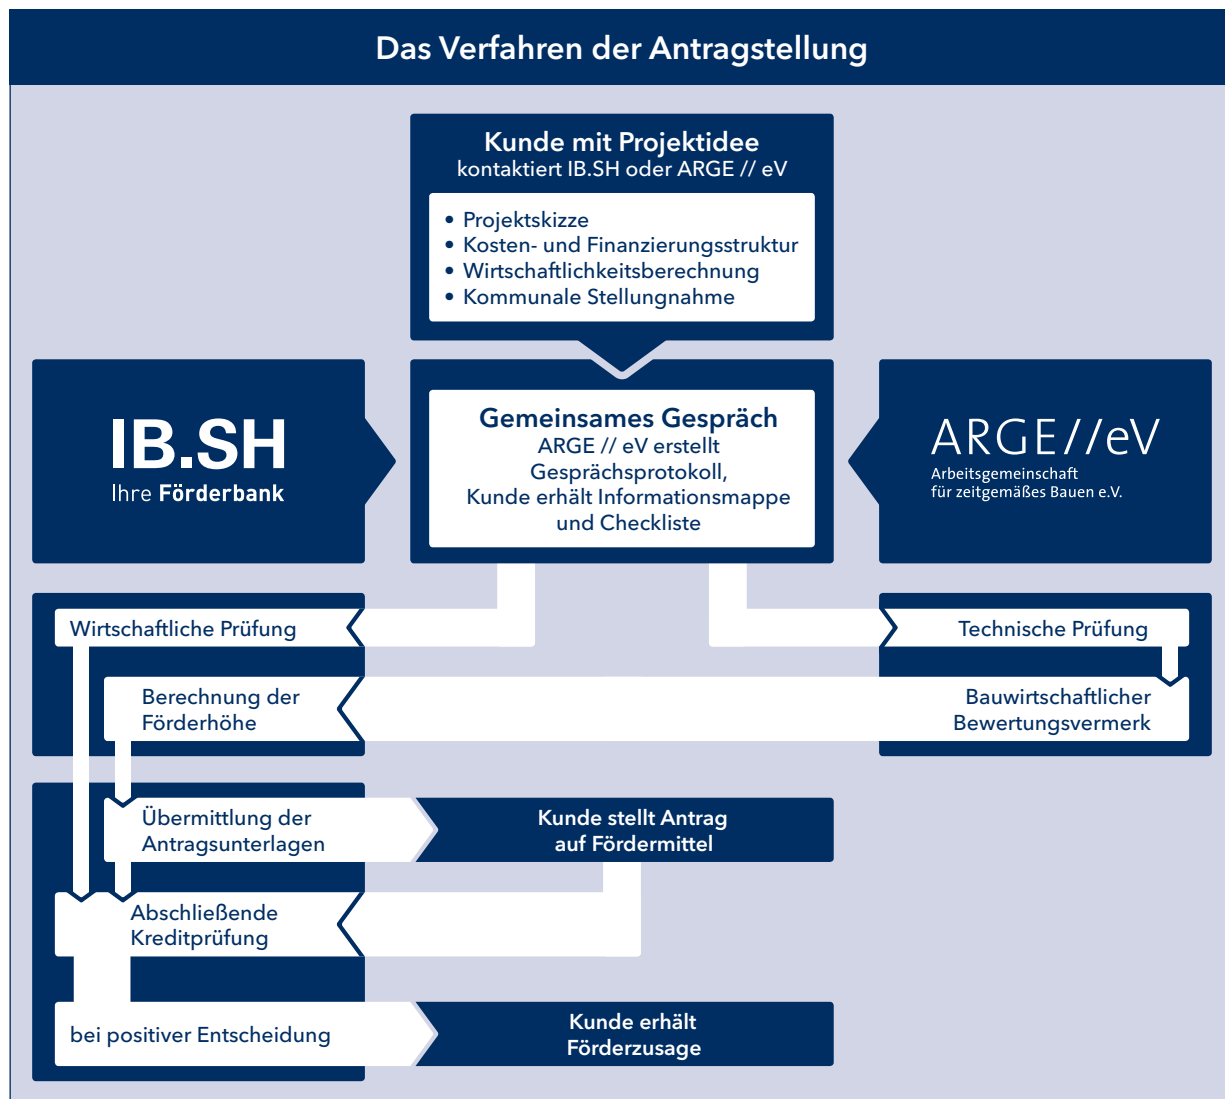 Das Verfahren der Antragstellung
Kunde mit Projektidee
kontaktiert IB.SH oder ARGE // eV
• Projektskizze
• Kosten- und Finanzierungsstruktur
• Wirtschaftlichkeitsberechnung
• Kommunale Stellungnahme
IB.SH
Ihre Förderbank
Gemeinsames Gespräch
ARGE // eV erstellt
Gesprächsprotokoll,
Kunde erhält Informationsmappe
und Checkliste
ARGE//eV
Arbeitsgemeinschaft
für zeitgemäßes Bauen e.V.
Wirtschaftliche Prüfung
Technische Prüfung
Berechnung der
Förderhöhe
Bauwirtschaftlicher
Bewertungsvermerk
Übermittlung der
Antragsunterlagen
Kunde stellt Antrag
auf Fördermittel
Abschließende
Kreditprüfung
bei positiver Entscheidung
Kunde erhält
Förderzusage